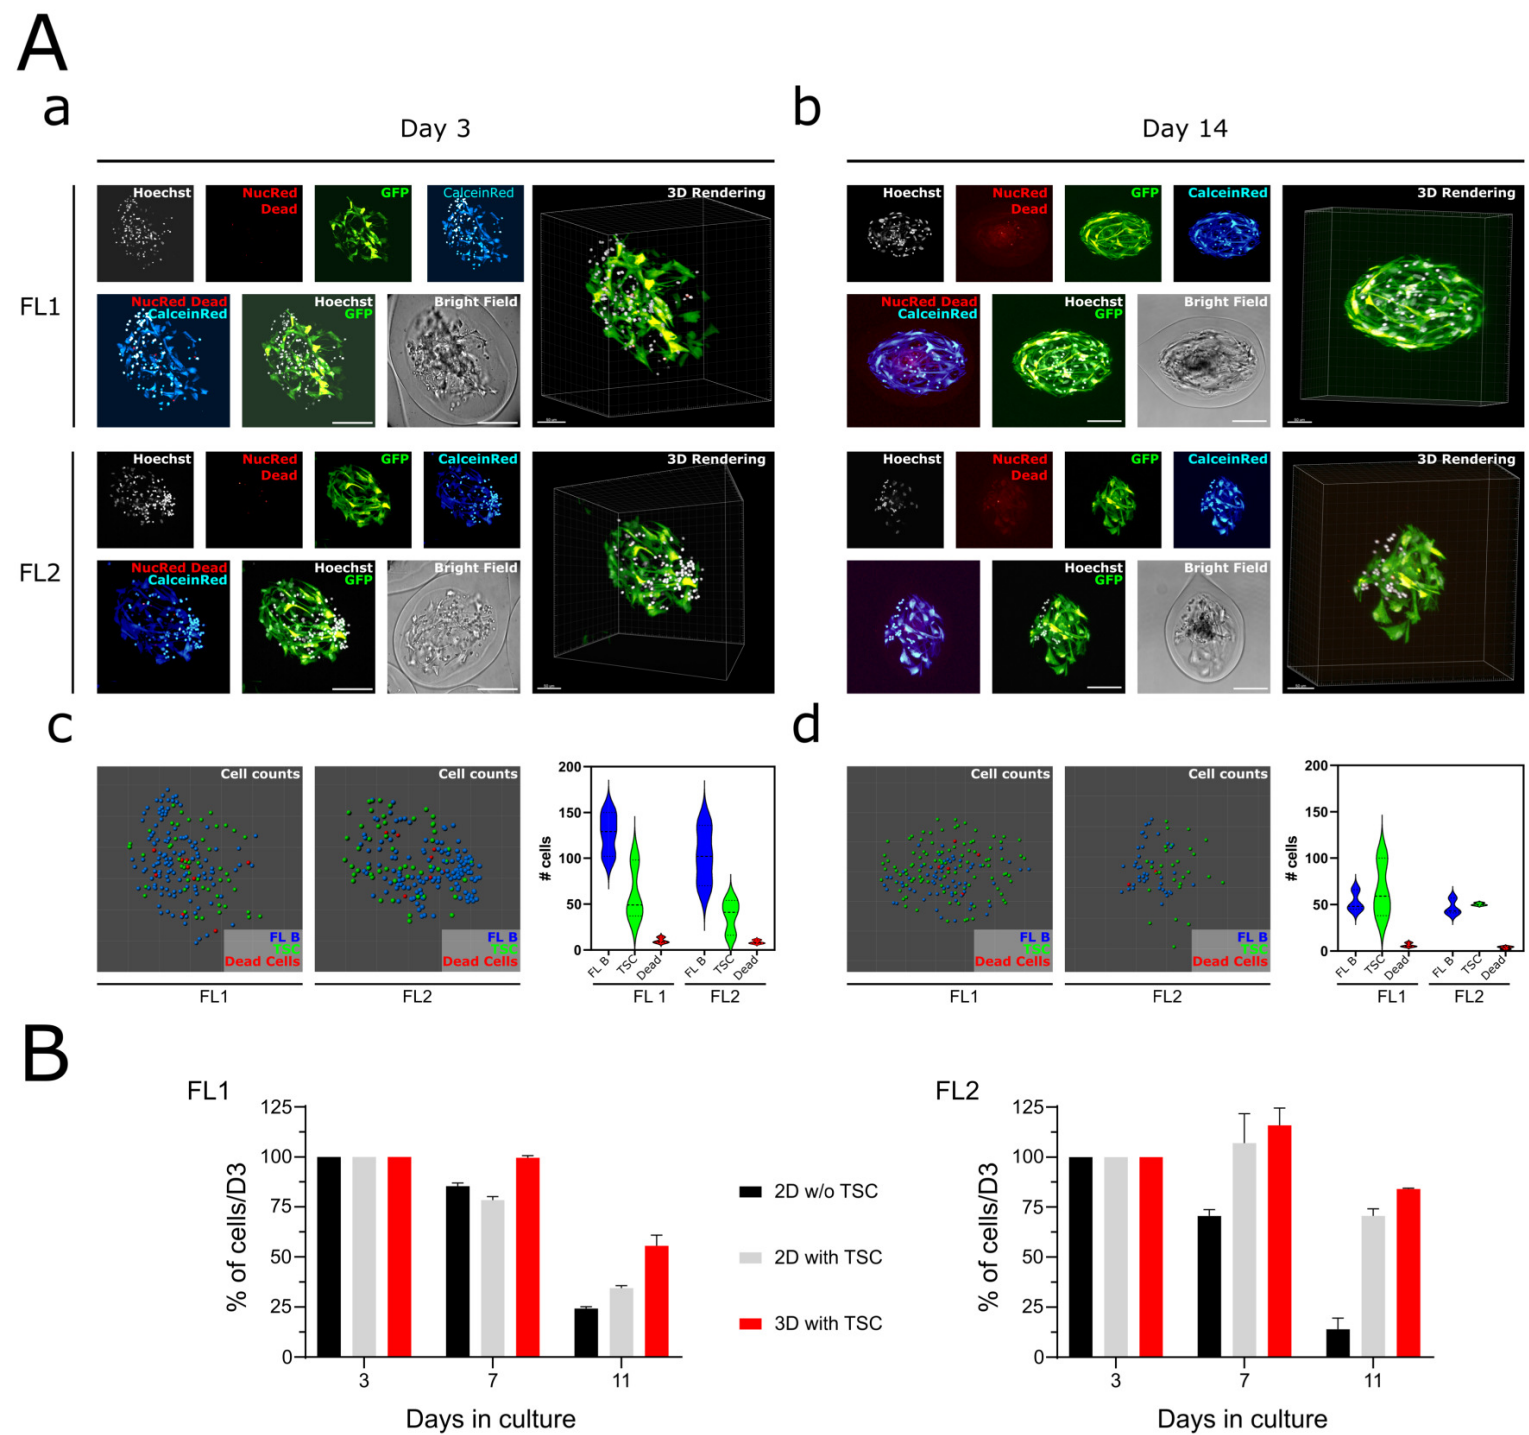 A
a
Day 3
b
Day 14
FL1
Hoechst
NucRed
Dead
GFP
CalceinRed
3D Rendering
NucRed Dead
CalceinRed
Hoechst
GFP
Bright Field
Hoechst
NucRed
Dead
GFP
CalceinRed
3D Rendering
NucRed Dead
CalceinRed
Hoechst
GFP
Bright Field
FL2
Hoechst
NucRed
Dead
GFP
CalceinRed
3D Rendering
NucRed Dead
CalceinRed
Hoechst
GFP
Bright Field
Hoechst
NucRed
Dead
GFP
CalceinRed
3D Rendering
Hoechst
GFP
Bright Field
c
Cell counts
FL B
TSC
Dead Cells
FL1
Cell counts
FL B
TSC
Dead Cells
FL2
# cells
200
150
100
50
0
FL B
TSC
Dead
FL B
TSC
Dead
FL 1
FL2
d
Cell counts
FL B
TSC
Dead Cells
FL1
Cell counts
FL B
TSC
Dead Cells
FL2
# cells
200
150
100
50
0
FL B
TSC
Dead
FL B
TSC
Dead
FL1
FL2
B
FL1
% of cells/D3
125
100
75
50
25
0
3
7
11
Days in culture
2D w/o TSC
2D with TSC
3D with TSC
FL2
% of cells/D3
125
100
75
50
25
0
3
7
11
Days in culture